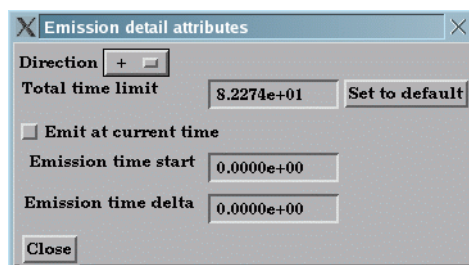 Emission detail attributes
Direction +
Total time limit 8.2274e+01 Set to default
Emit at current time
Emission time start 0.0000e+00
Emission time delta 0.0000e+00
Close